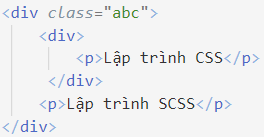 <div class="abc">
<div>
<p>Lập trình CSS</p>
</div>
<p>Lập trình SCSS</p>
</div>